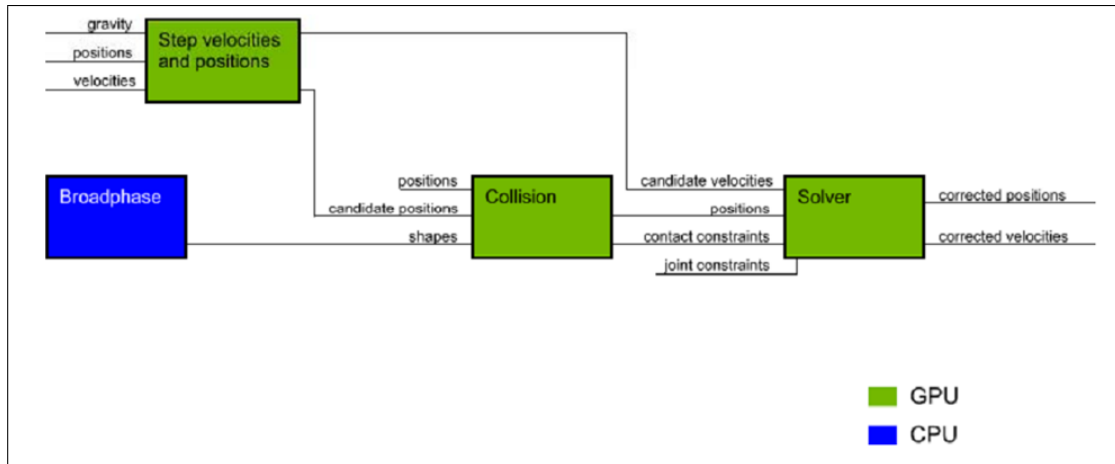 gravity
positions
velocities
Step velocities
and positions
Broadphase
positions
candidate positions
shapes
Collision
candidate velocities
positions
contact constraints
joint constraints
Solver
corrected positions
corrected velocities
GPU
CPU